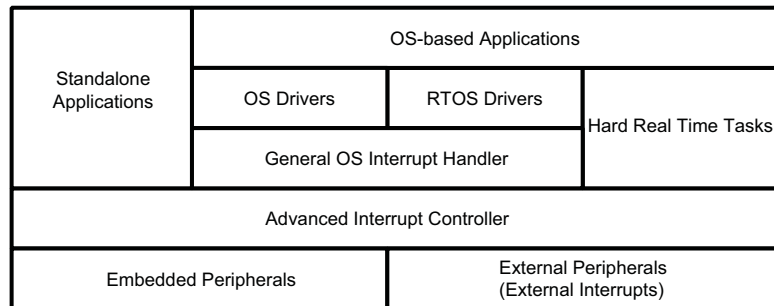 OS-based Applications
Standalone
Applications
OS Drivers
RTOS Drivers
Hard Real Time Tasks
General OS Interrupt Handler
Advanced Interrupt Controller
Embedded Peripherals
External Peripherals
(External Interrupts)